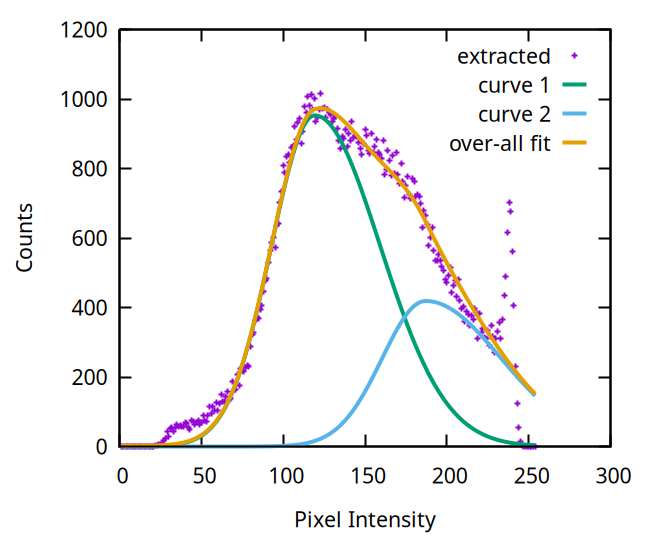 1200
1000
800
600
400
200
0
Counts
extracted
curve 1
curve 2
over-all fit
0 50 100 150 200 250 300
Pixel Intensity